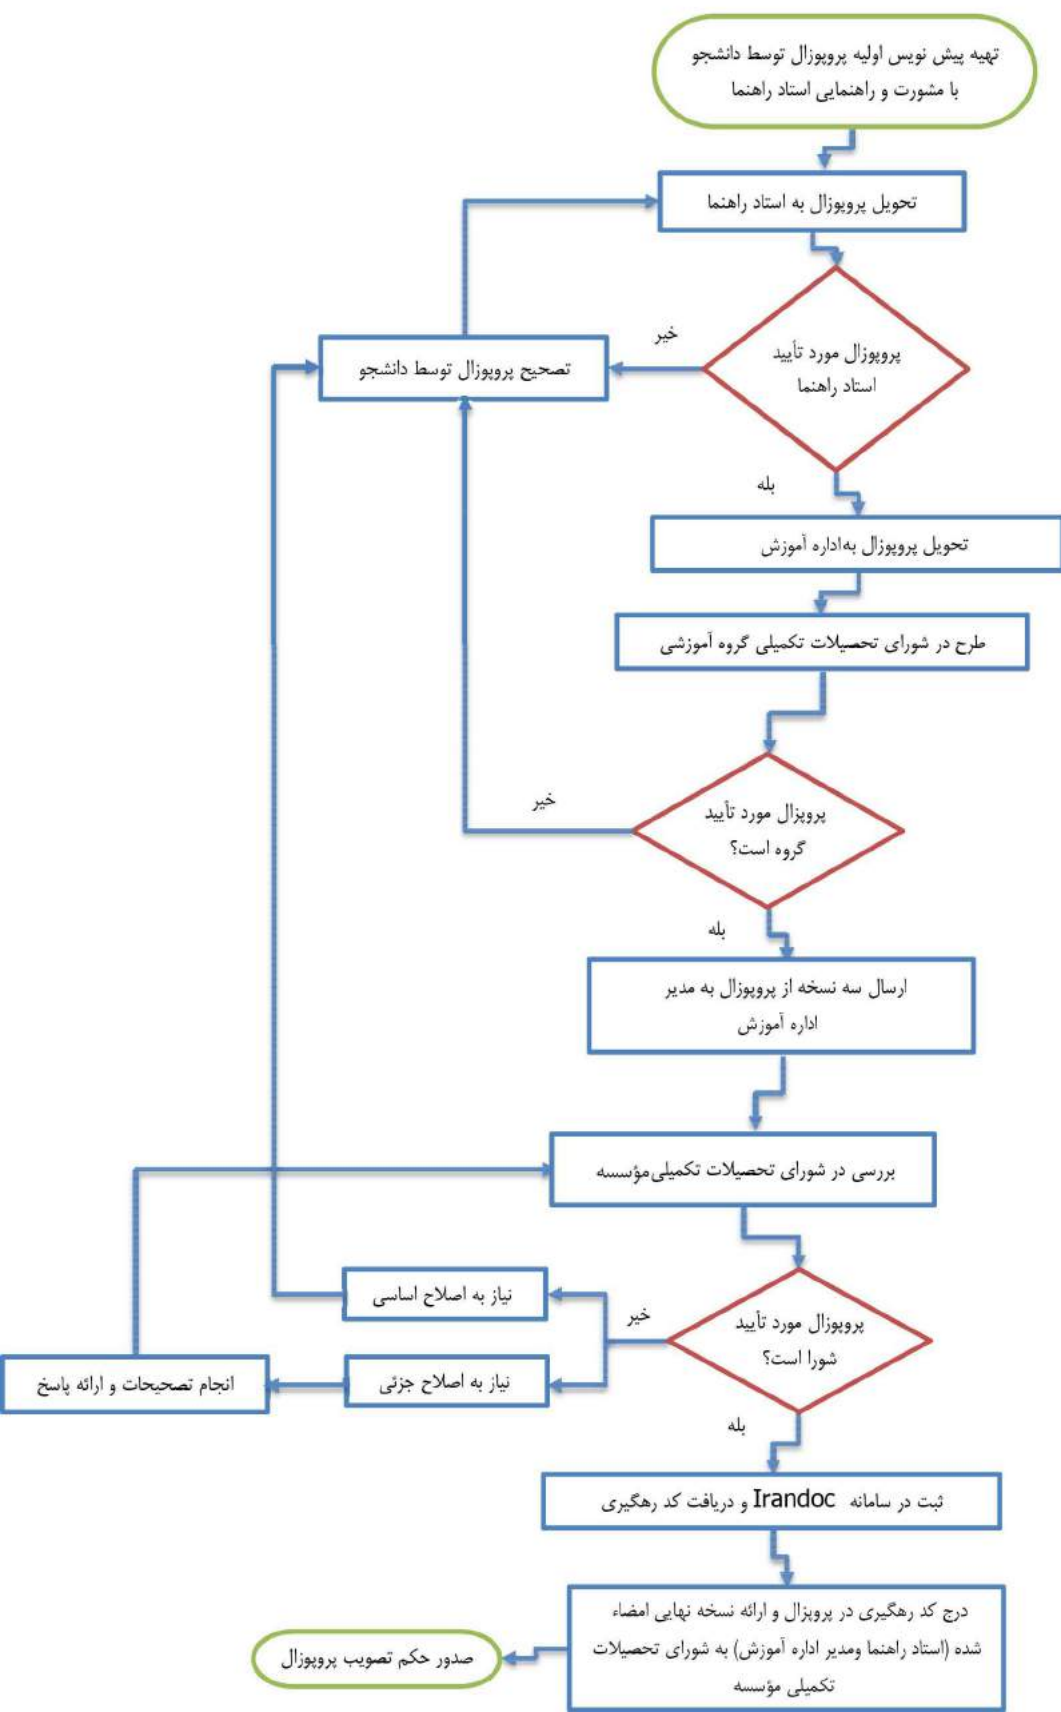 تهیه پیش نویس اولیه پروپوزال توسط دانشجو
با مشورت و راهنمایی استاد راهنما
تحویل پروپوزال به استاد راهنما
پروپوزال مورد تأیید
استاد راهنما
خیر
تصحیح پروپوزال توسط دانشجو
بله
تحویل پروپوزال به اداره آموزش
طرح در شورای تحصیلات تکمیلی گروه آموزشی
پروپزال مورد تأیید
گروه است؟
خیر
بله
ارسال سه نسخه از پروپوزال به مدیر
اداره آموزش
بررسی در شورای تحصیلات تکمیلی مؤسسه
پروپوزال مورد تأیید
شورا است؟
خیر
نیاز به اصلاح اساسی
نیاز به اصلاح جزئی
انجام تصحیحات و ارائه پاسخ
بله
ثبت در سامانه Irandoc و دریافت کد رهگیری
درج کد رهگیری در پروپزال و ارائه نسخه نهایی امضاء
شده (استاد راهنما ومدیر اداره آموزش) به شورای تحصیلات
تکمیلی مؤسسه
صدور حکم تصویب پروپوزال